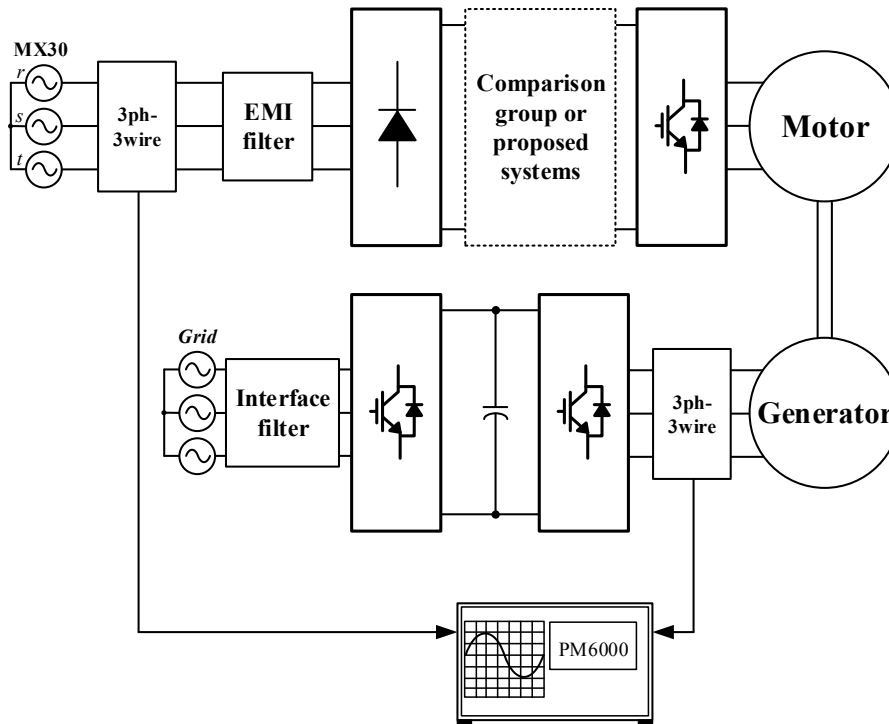 MX30
r
s
t
3ph-
3wire
EMI
filter
Comparison
group or
proposed
systems
Motor
Grid
Interface
filter
3ph-
3wire
Generator
PM6000